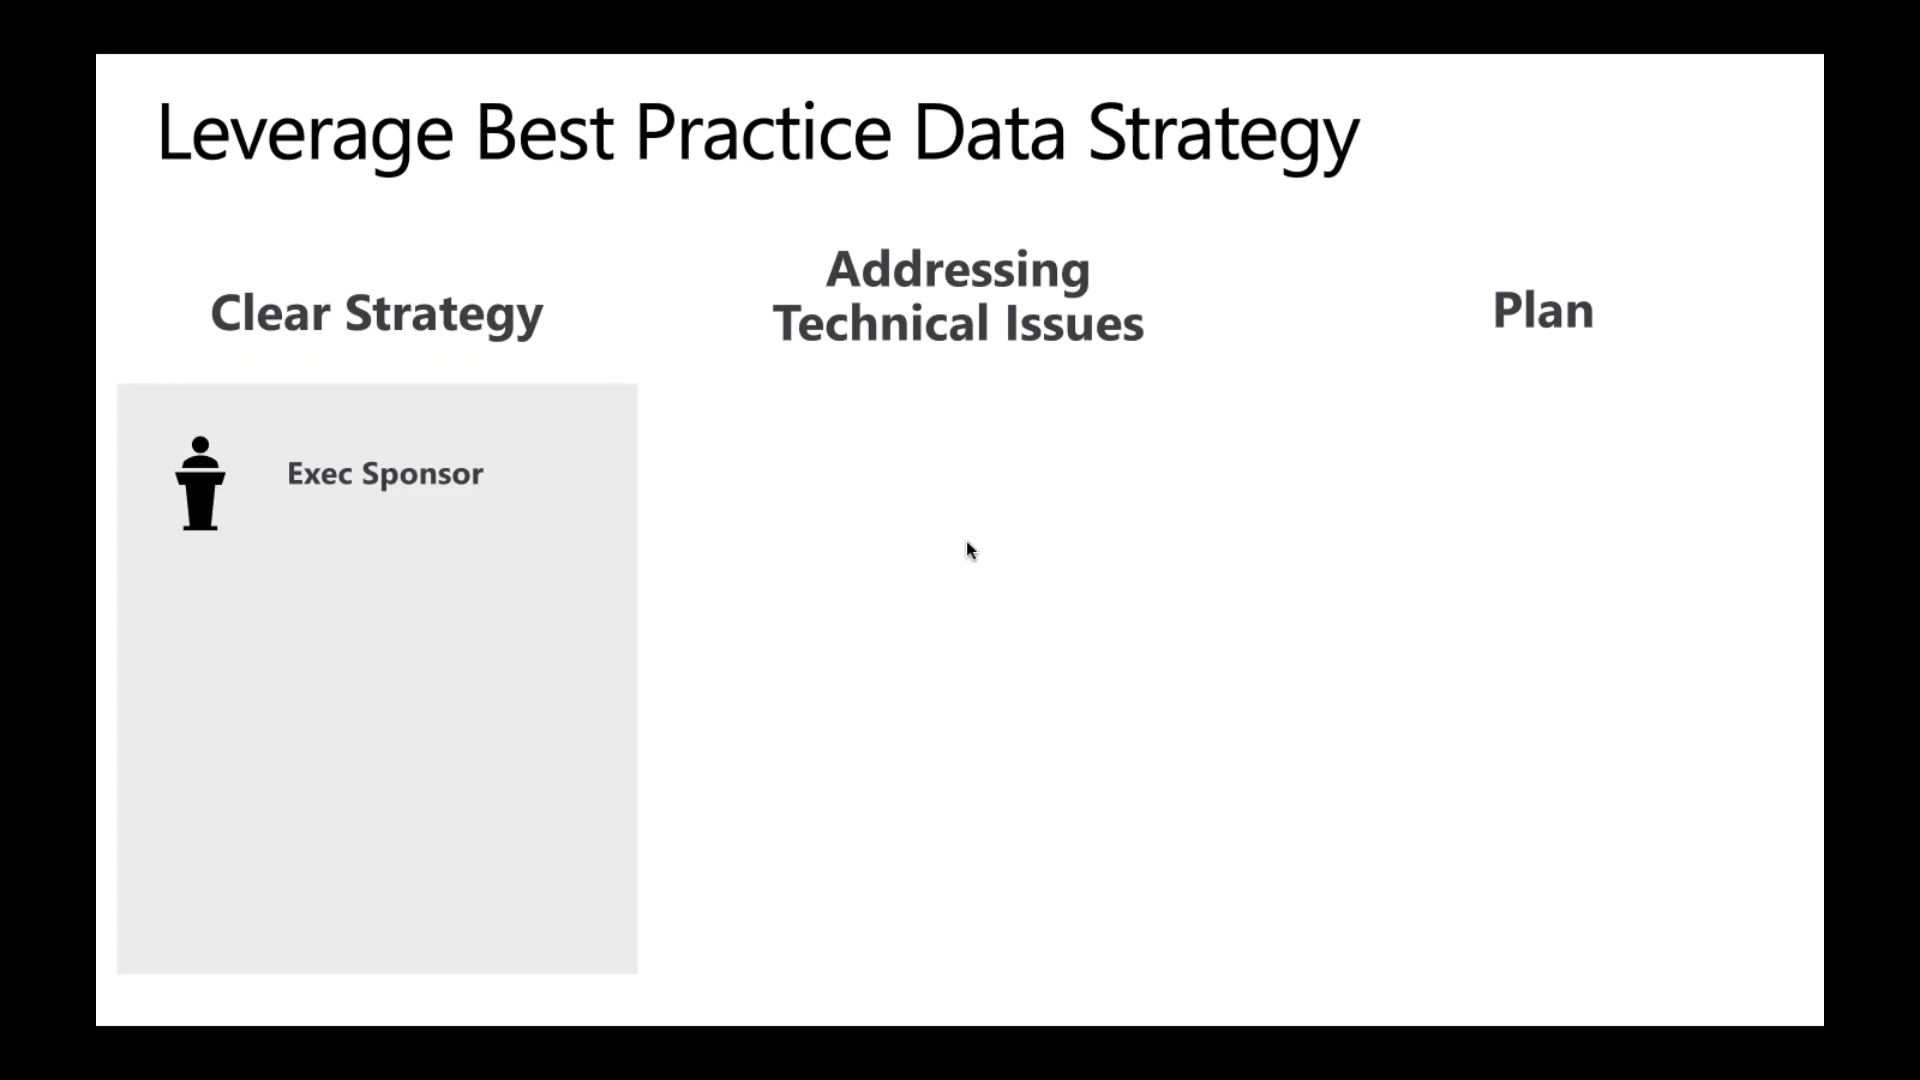 Leverage Best Practice Data Strategy
Clear Strategy
Addressing
Technical Issues
Plan
Exec Sponsor